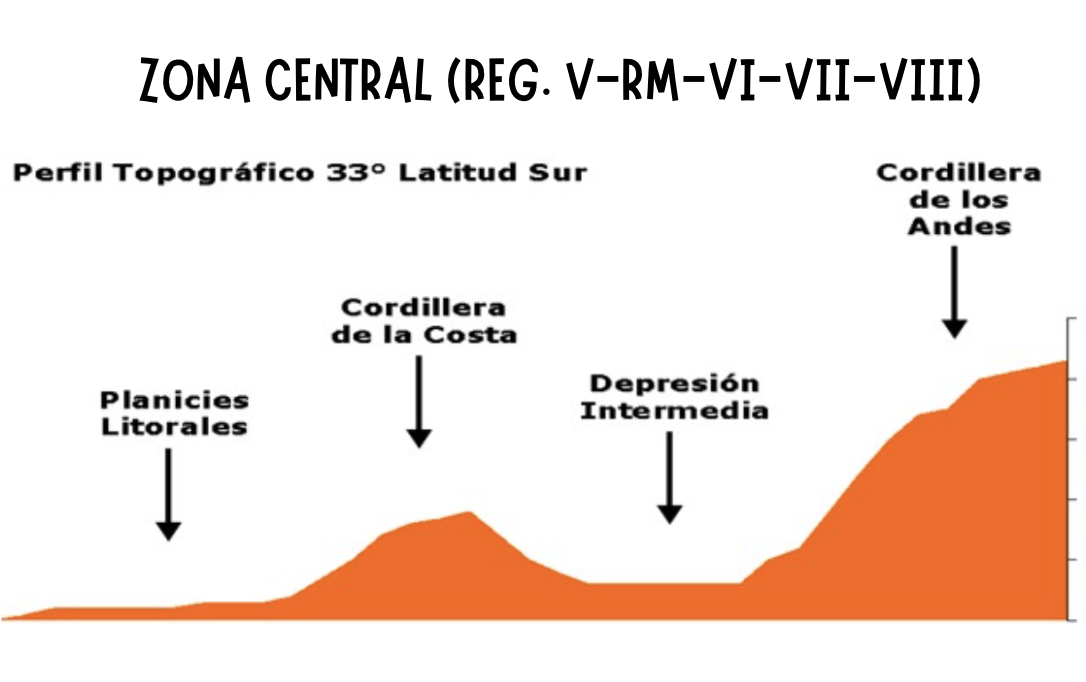 ZONA CENTRAL (REG. V-RM-VI-VII-VIII)
Perfil Topográfico 33º Latitud Sur
Cordillera
de los
Andes
Cordillera
de la Costa
Depresión
Intermedia
Planicies
Litorales